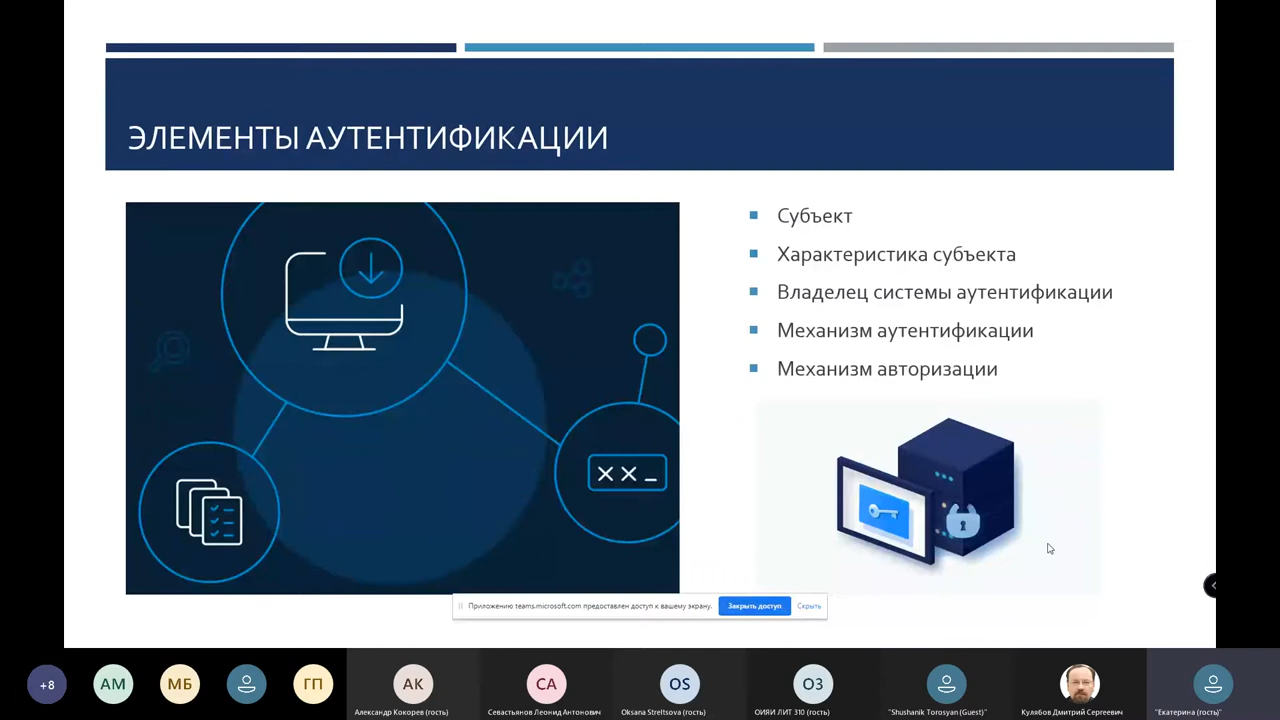 ЭЛЕМЕНТЫ АУТЕНТИФИКАЦИИ
Субъект
Характеристика субъекта
Владелец системы аутентификации
Механизм аутентификации
Механизм авторизации
Приложению teams.microsoft.com предоставлен доступ к вашему экрану.
Закрыть доступ
Скрыть
+8
АМ
МБ
ГП
АК
СА
OS
ОЗ
Александр Кокорев (гость)
Севастьянов Леонид Антонович
Oksana Streltsova (гость)
ОИЯИ ЛИТ 310 (гость)
"Shushanik Torosyan (Guest)"
Кулябов Дмитрий Сергеевич
"Екатерина (гость)"